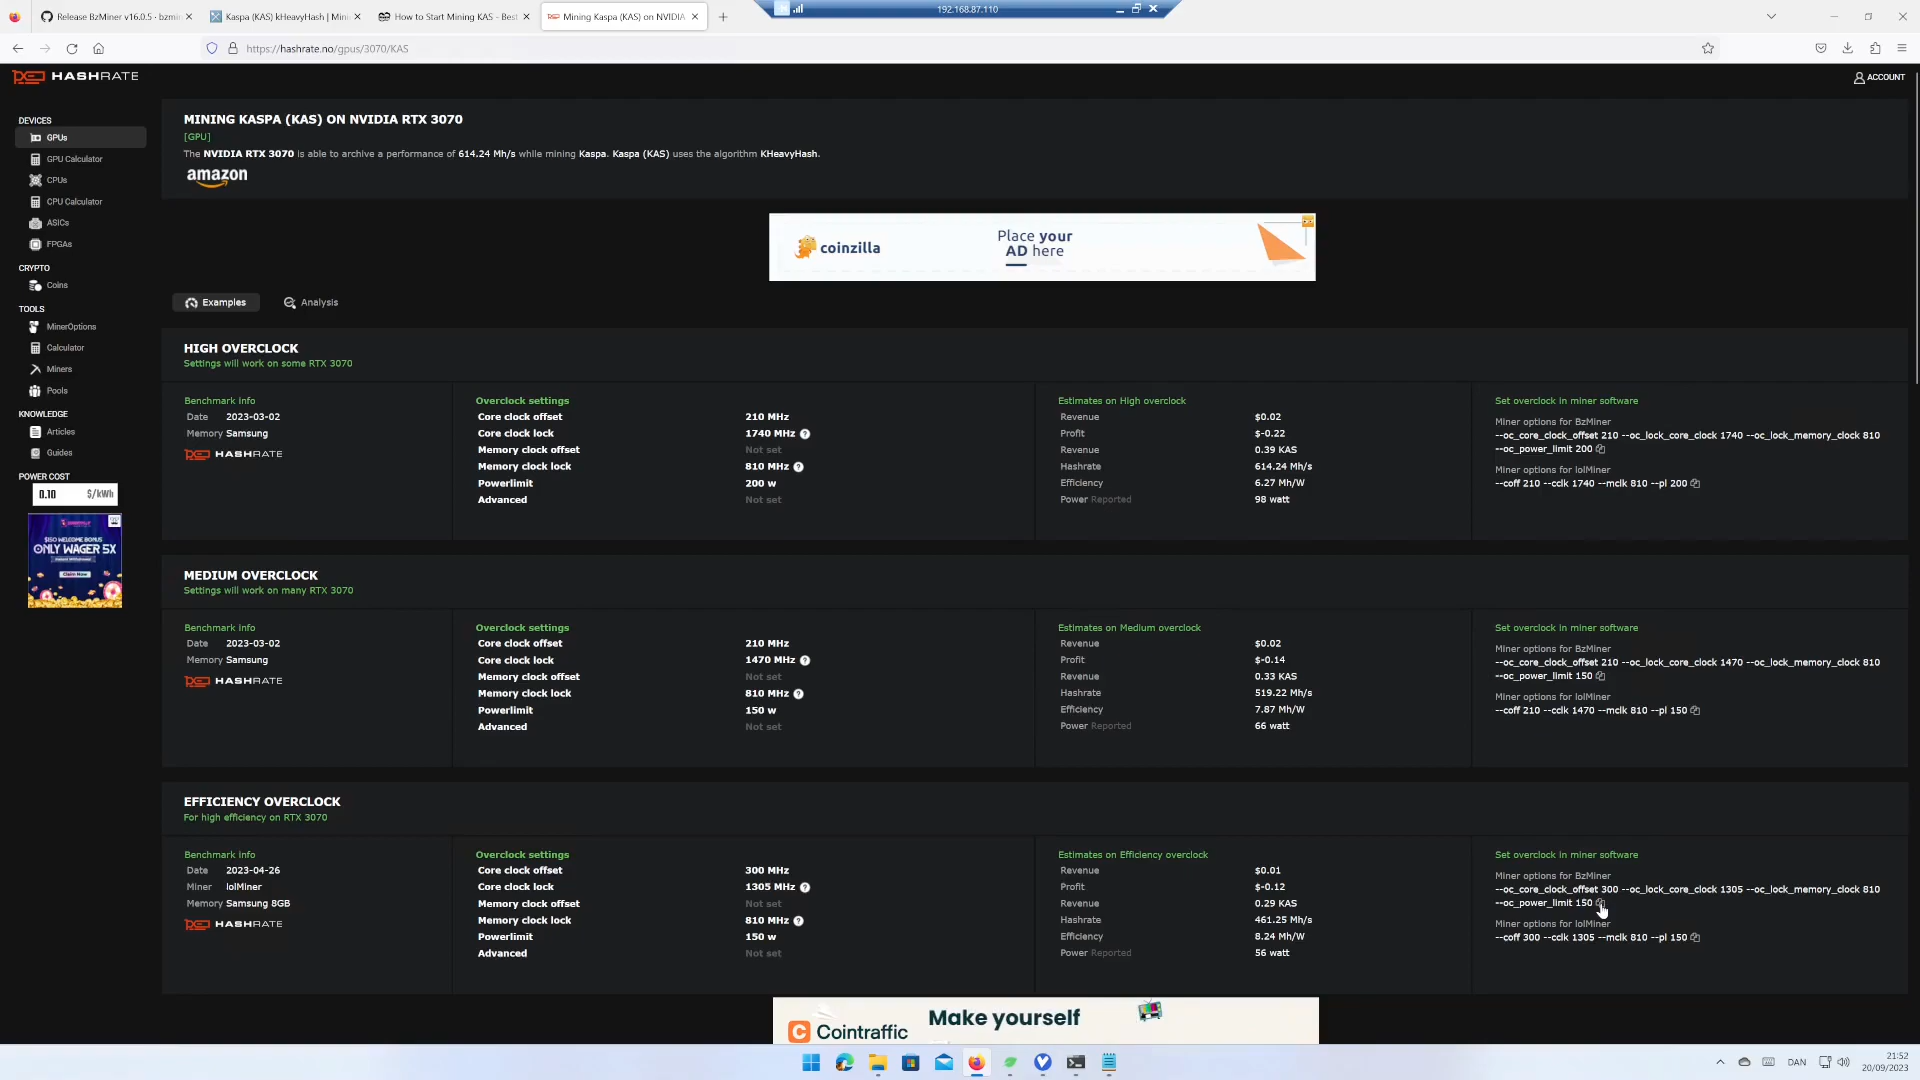 Release BzMiner v16.0.5 · bzmin
Kaspa (KAS) kHeavyHash | Mini
How to Start Mining KAS - Best
Mining Kaspa (KAS) on NVIDIA
192.168.87.110
https://hashrate.no/gpus/3070/KAS
HASHRATE
ACCOUNT
DEVICES
GPUs
GPU Calculator
CPUs
CPU Calculator
ASICs
FPGAs
CRYPTO
Coins
TOOLS
MinerOptions
Calculator
Miners
Pools
KNOWLEDGE
Articles
Guides
POWER COST
0.10 $/kWh
$150 WELCOME BONUS
ONLY WAGER 5X
Claim Now
MINING KASPA (KAS) ON NVIDIA RTX 3070
[GPU]
The NVIDIA RTX 3070 is able to archive a performance of 614.24 Mh/s while mining Kaspa. Kaspa (KAS) uses the algorithm KHeavyHash.
amazon
coinzilla
Place your
AD here
Examples
Analysis
HIGH OVERCLOCK
Settings will work on some RTX 3070
Benchmark info
Date 2023-03-02
Memory Samsung
HASHRATE
Overclock settings
Core clock offset 210 MHz
Core clock lock 1740 MHz
Memory clock offset Not set
Memory clock lock 810 MHz
Powerlimit 200 w
Advanced Not set
Estimates on High overclock
Revenue $0.02
Profit $-0.22
Revenue 0.39 KAS
Hashrate 614.24 Mh/s
Efficiency 6.27 Mh/W
Power Reported 98 watt
Set overclock in miner software
Miner options for BzMiner
--oc_core_clock_offset 210 --oc_lock_core_clock 1740 --oc_lock_memory_clock 810
--oc_power_limit 200
Miner options for lolMiner
--coff 210 --cclk 1740 --mclk 810 --pl 200
MEDIUM OVERCLOCK
Settings will work on many RTX 3070
Benchmark info
Date 2023-03-02
Memory Samsung
HASHRATE
Overclock settings
Core clock offset 210 MHz
Core clock lock 1470 MHz
Memory clock offset Not set
Memory clock lock 810 MHz
Powerlimit 150 w
Advanced Not set
Estimates on Medium overclock
Revenue $0.02
Profit $-0.14
Revenue 0.33 KAS
Hashrate 519.22 Mh/s
Efficiency 7.87 Mh/W
Power Reported 66 watt
Set overclock in miner software
Miner options for BzMiner
--oc_core_clock_offset 210 --oc_lock_core_clock 1470 --oc_lock_memory_clock 810
--oc_power_limit 150
Miner options for lolMiner
--coff 210 --cclk 1470 --mclk 810 --pl 150
EFFICIENCY OVERCLOCK
For high efficiency on RTX 3070
Benchmark info
Date 2023-04-26
Miner lolMiner
Memory Samsung 8GB
HASHRATE
Overclock settings
Core clock offset 300 MHz
Core clock lock 1305 MHz
Memory clock offset Not set
Memory clock lock 810 MHz
Powerlimit 150 w
Advanced Not set
Estimates on Efficiency overclock
Revenue $0.01
Profit $-0.12
Revenue 0.29 KAS
Hashrate 461.25 Mh/s
Efficiency 8.24 Mh/W
Power Reported 56 watt
Set overclock in miner software
Miner options for BzMiner
--oc_core_clock_offset 300 --oc_lock_core_clock 1305 --oc_lock_memory_clock 810
--oc_power_limit 150
Miner options for lolMiner
--coff 300 --cclk 1305 --mclk 810 --pl 150
Cointraffic
Make yourself
DAN
21:52
20/09/2023